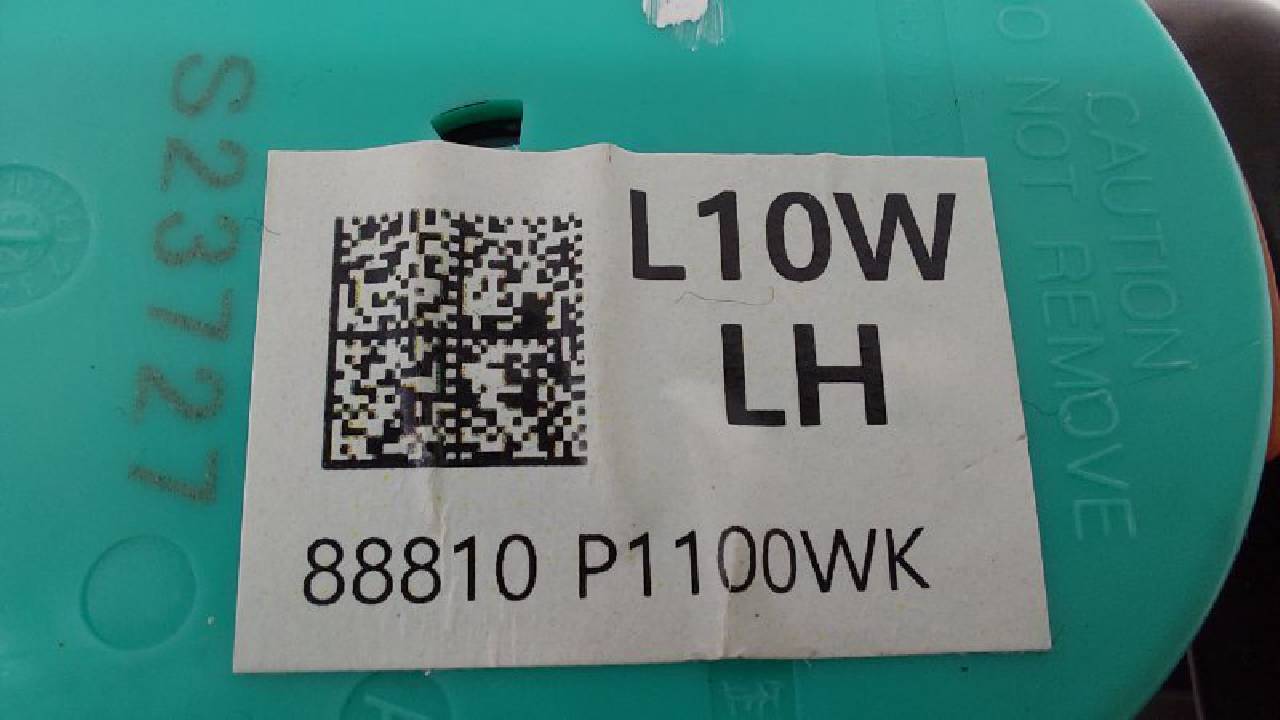 L10W
LH
88810 P1100WK
S23727
CAUTION
DO NOT REMOVE